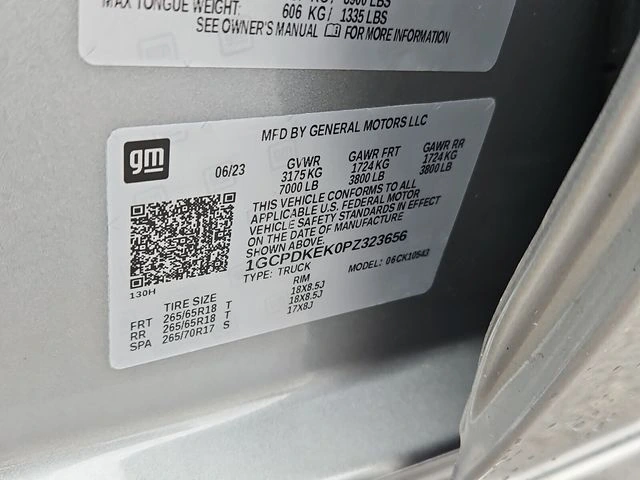 MAX TONGUE WEIGHT:
606 KG/ 1335 LBS
SEE OWNER'S MANUAL FOR MORE INFORMATION
gm
MFD BY GENERAL MOTORS LLC
06/23 GVWR GAWR FRT GAWR RR
3175 KG 1724 KG 1724 KG
7000 LB 3800 LB 3800 LB
THIS VEHICLE CONFORMS TO ALL
APPLICABLE U.S. FEDERAL MOTOR
VEHICLE SAFETY STANDARDS IN EFFECT
ON THE DATE OF MANUFACTURE
SHOWN ABOVE.
1GCPDKEK0PZ323656
TYPE: TRUCK MODEL: 06CK10543
130H
TIRE SIZE RIM
FRT 265/65R18 T 18X8.5J
RR 265/65R18 T 18X8.5J
SPA 265/70R17 S 17X8J